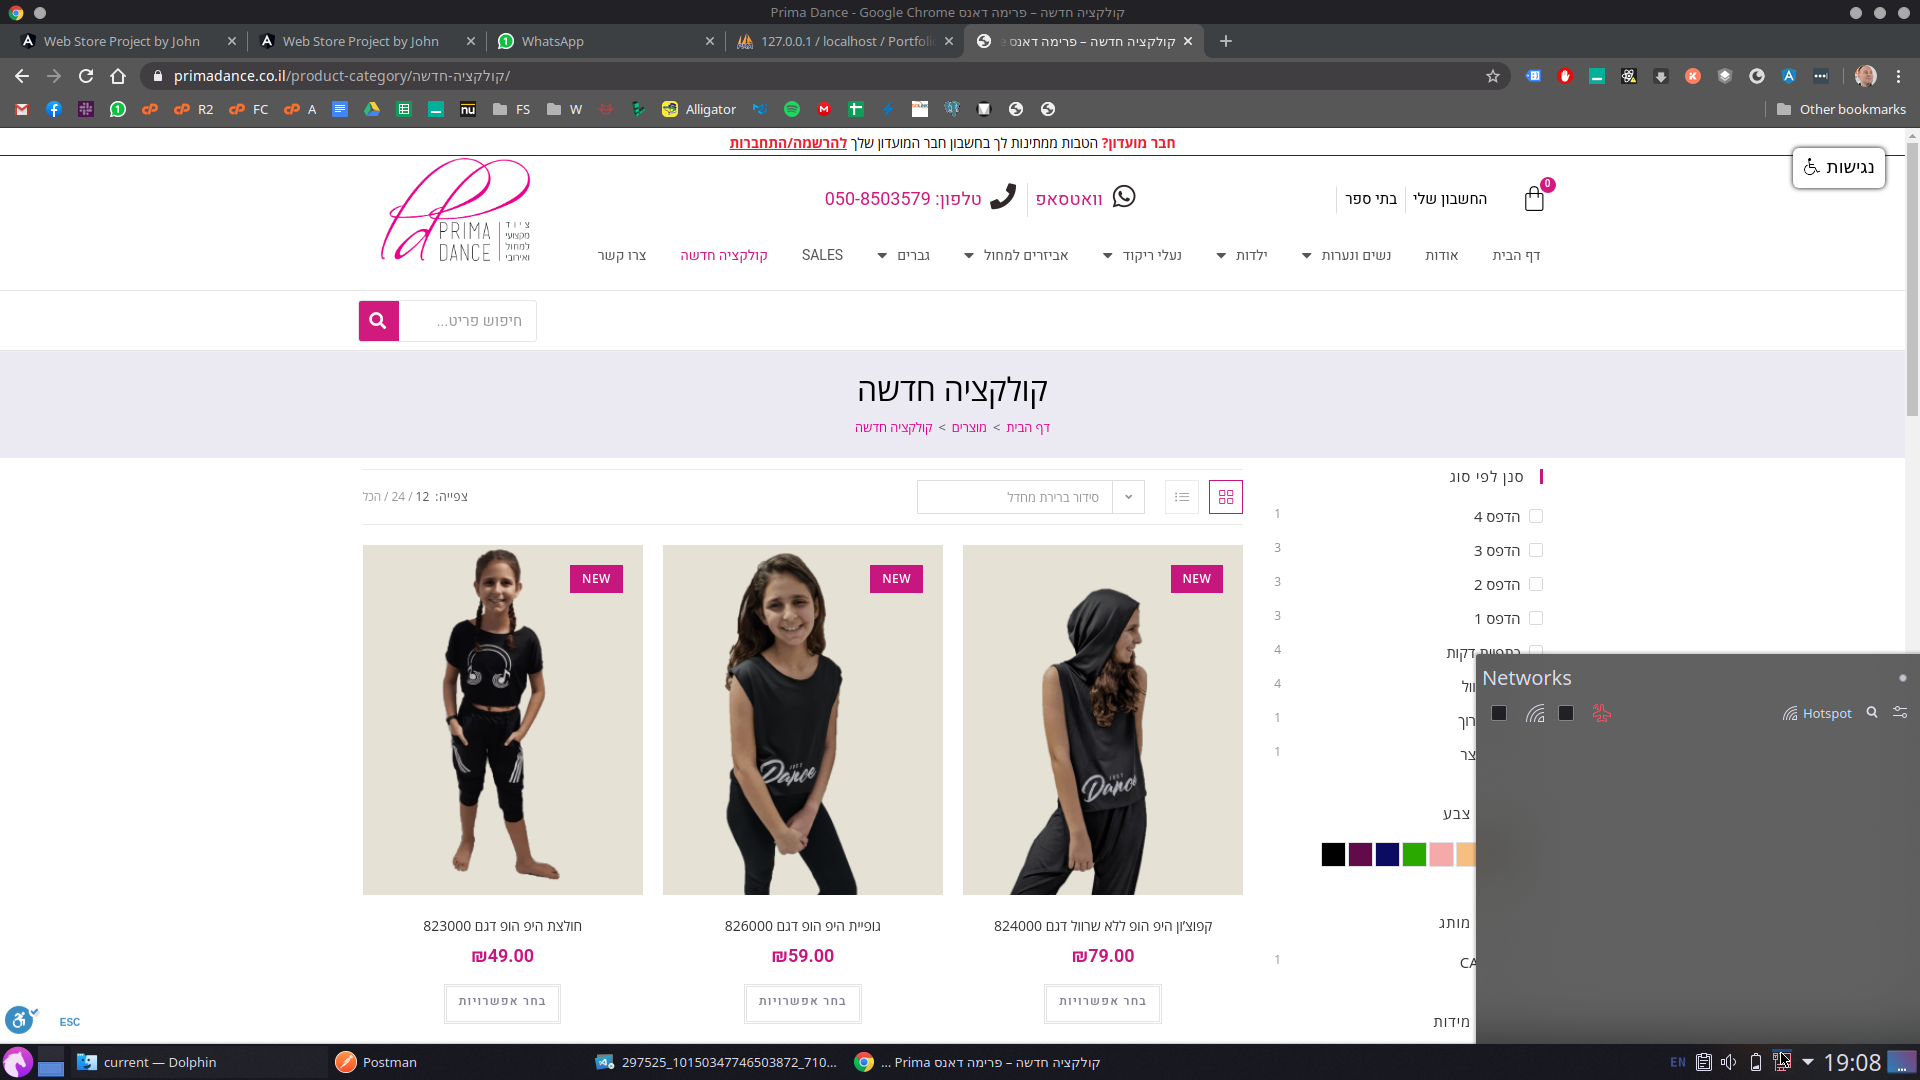 קולקציה חדשה – פרימה דאנס Prima Dance - Google Chrome
Web Store Project by John
Web Store Project by John
WhatsApp
127.0.0.1 / localhost / Portfoli
קולקציה חדשה – פרימה דאנס
primadance.co.il/product-category/קולקציה-חדשה/
R2
FC
A
FS
W
Alligator
Other bookmarks
חבר מועדון? הטבות ממתינות לך בחשבון חבר המועדון שלך להרשמה/התחברות
נגישות
PRIMA DANCE
ציוד
מקצועי
למחול
ואירובי
החשבון שלי
בתי ספר
0
וואטסאפ
טלפון: 050-8503579
דף הבית
אודות
נשים ונערות
ילדות
נעלי ריקוד
אביזרים למחול
גברים
SALES
קולקציה חדשה
צרו קשר
חיפוש פריט...
קולקציה חדשה
דף הבית > מוצרים > קולקציה חדשה
סידור ברירת מחדל
צפייה: 12 / 24 / הכל
סנן לפי סוג
הדפס 4
1
הדפס 3
3
הדפס 2
3
הדפס 1
3
כתפיות דקות
4
4
1
1
צבע
מותג
CA
1
מידות
NEW
NEW
NEW
JUST Dance
JUST Dance
קפוצ'ון היפ הופ ללא שרוול דגם 824000
₪79.00
בחר אפשרויות
גופיית היפ הופ דגם 826000
₪59.00
בחר אפשרויות
חולצת היפ הופ דגם 823000
₪49.00
בחר אפשרויות
Networks
Hotspot
ESC
current — Dolphin
Postman
297525_10150347746503872_710...
קולקציה חדשה – פרימה דאנס Prima ...
EN
19:08